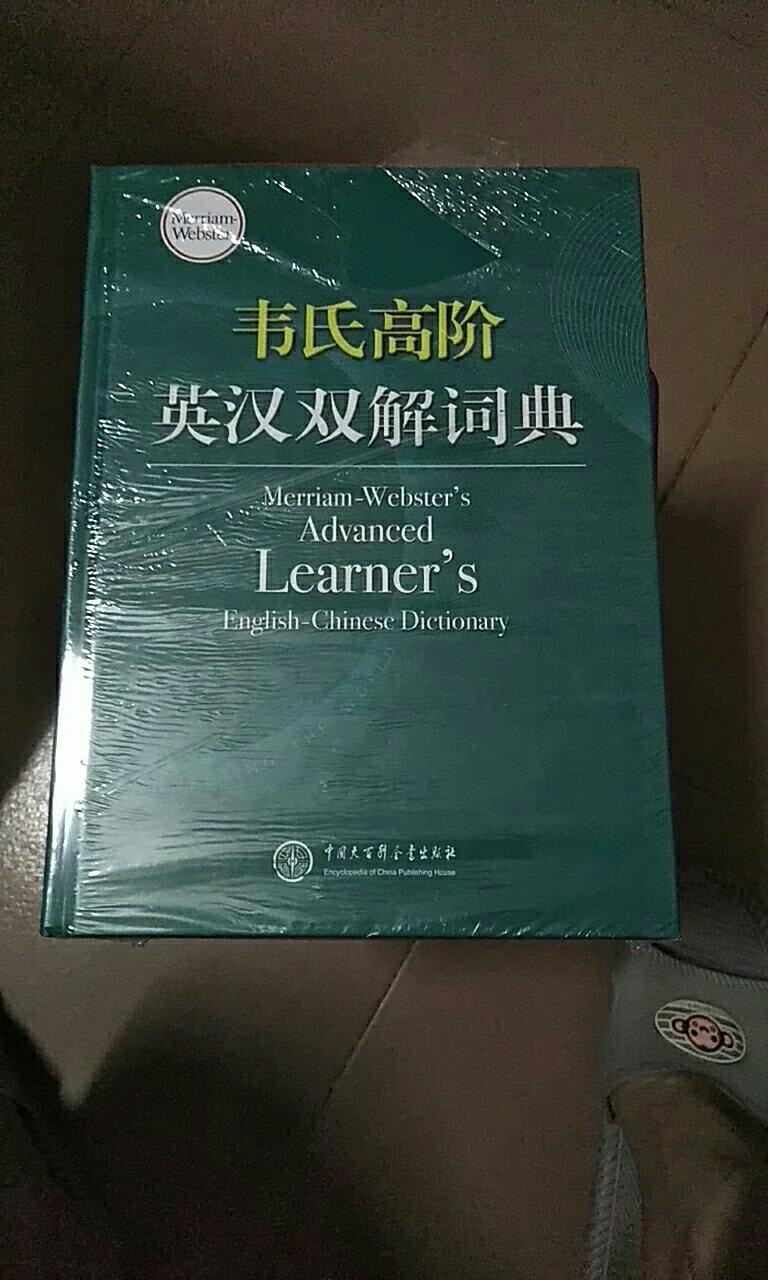 Merriam-
Webster
韦氏高阶
英汉双解词典
Merriam-Webster's
Advanced
Learner's
English-Chinese Dictionary
中国大百科全书出版社
Encyclopedia of China Publishing House